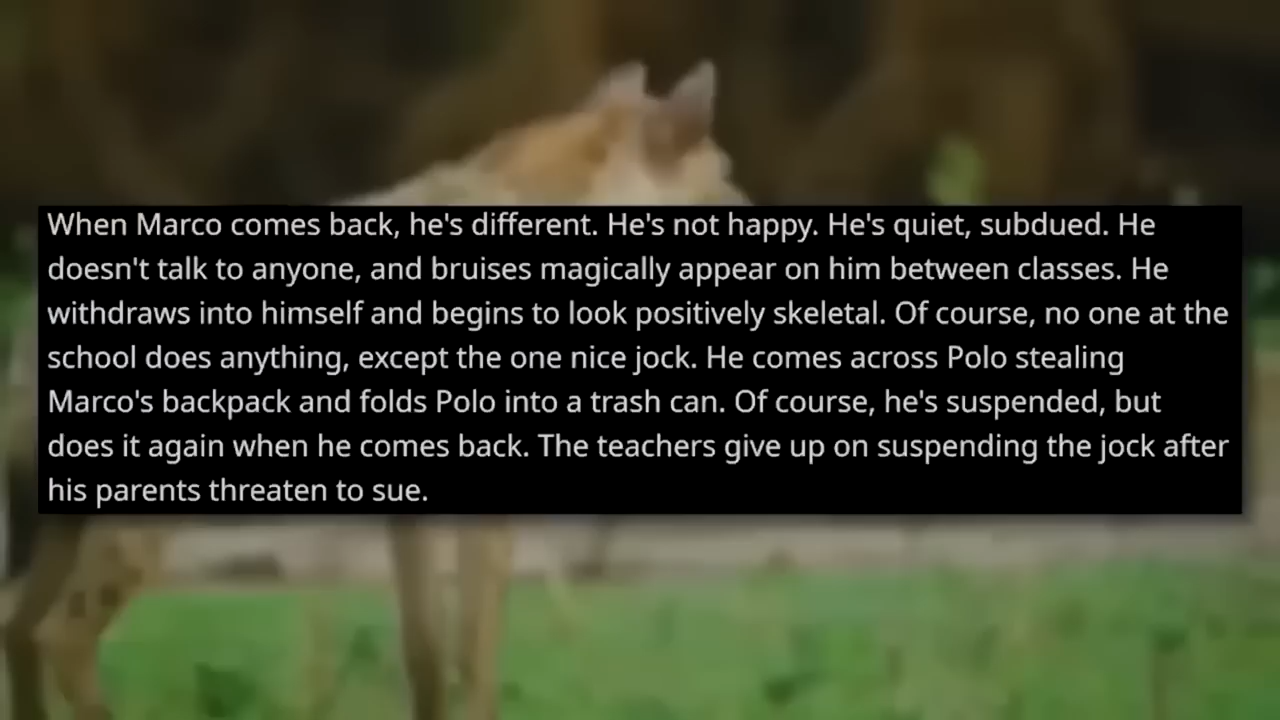 When Marco comes back, he's different. He's not happy. He's quiet, subdued. He
doesn't talk to anyone, and bruises magically appear on him between classes. He
withdraws into himself and begins to look positively skeletal. Of course, no one at the
school does anything, except the one nice jock. He comes across Polo stealing
Marco's backpack and folds Polo into a trash can. Of course, he's suspended, but
does it again when he comes back. The teachers give up on suspending the jock after
his parents threaten to sue.